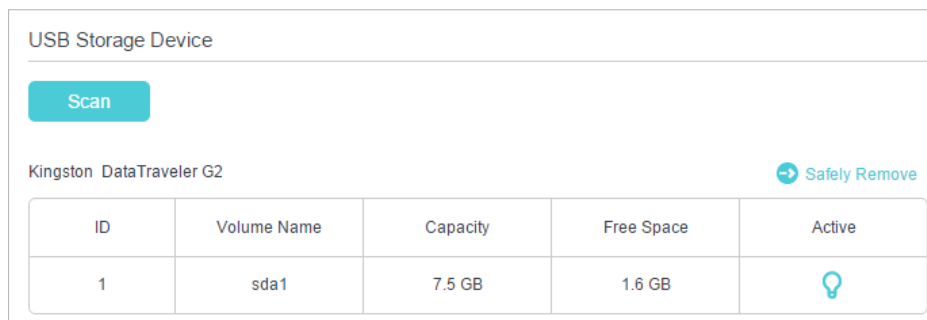 USB Storage Device
Scan
Kingston DataTraveler G2
Safely Remove
ID Volume Name Capacity Free Space Active
1 sda1 7.5 GB 1.6 GB